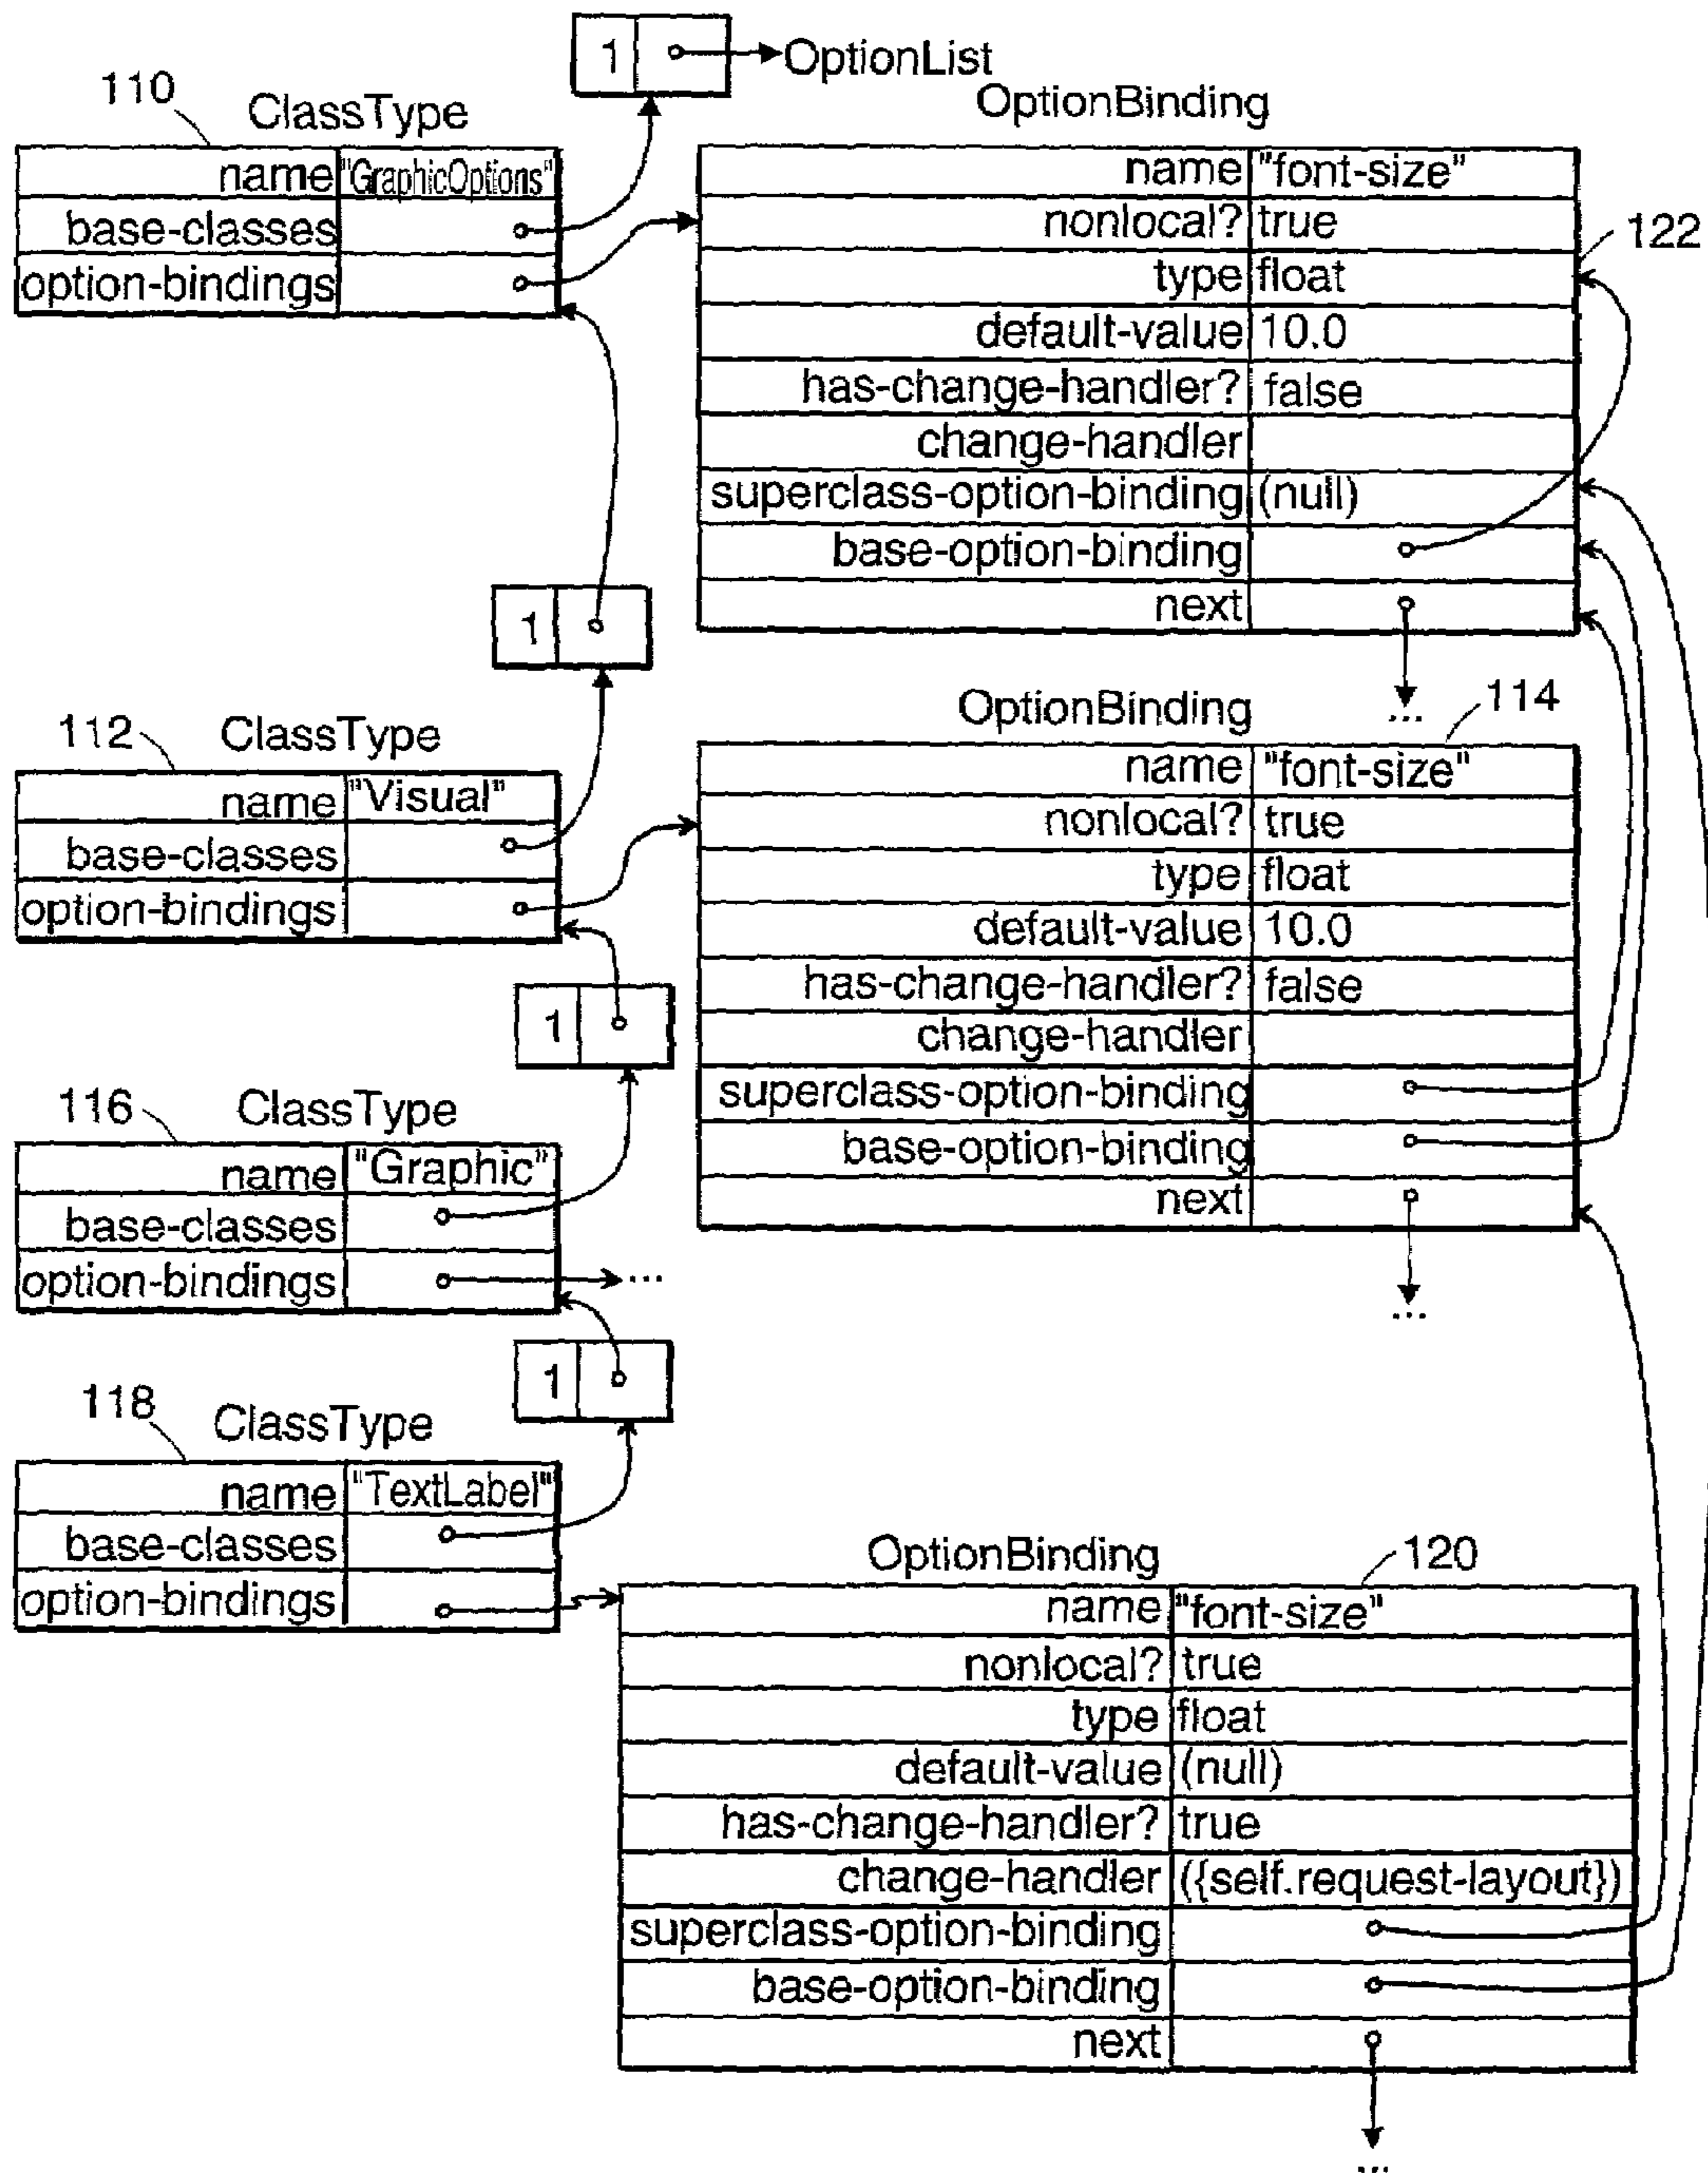 1 OptionList
110 ClassType
name "GraphicOptions"
base-classes
option-bindings
OptionBinding
name "font-size"
nonlocal? true
122
type float
default-value 10.0
has-change-handler? false
change-handler
superclass-option-binding (null)
base-option-binding
next
...
1
112 ClassType
name "Visual"
base-classes
option-bindings
OptionBinding 114
name "font-size"
nonlocal? true
type float
default-value 10.0
has-change-handler? false
change-handler
superclass-option-binding
base-option-binding
next
...
1
116 ClassType
name "Graphic"
base-classes
option-bindings ...
1
118 ClassType
name "TextLabel"
base-classes
option-bindings
OptionBinding 120
name "font-size"
nonlocal? true
type float
default-value (null)
has-change-handler? true
change-handler ({self.request-layout})
superclass-option-binding
base-option-binding
next
...